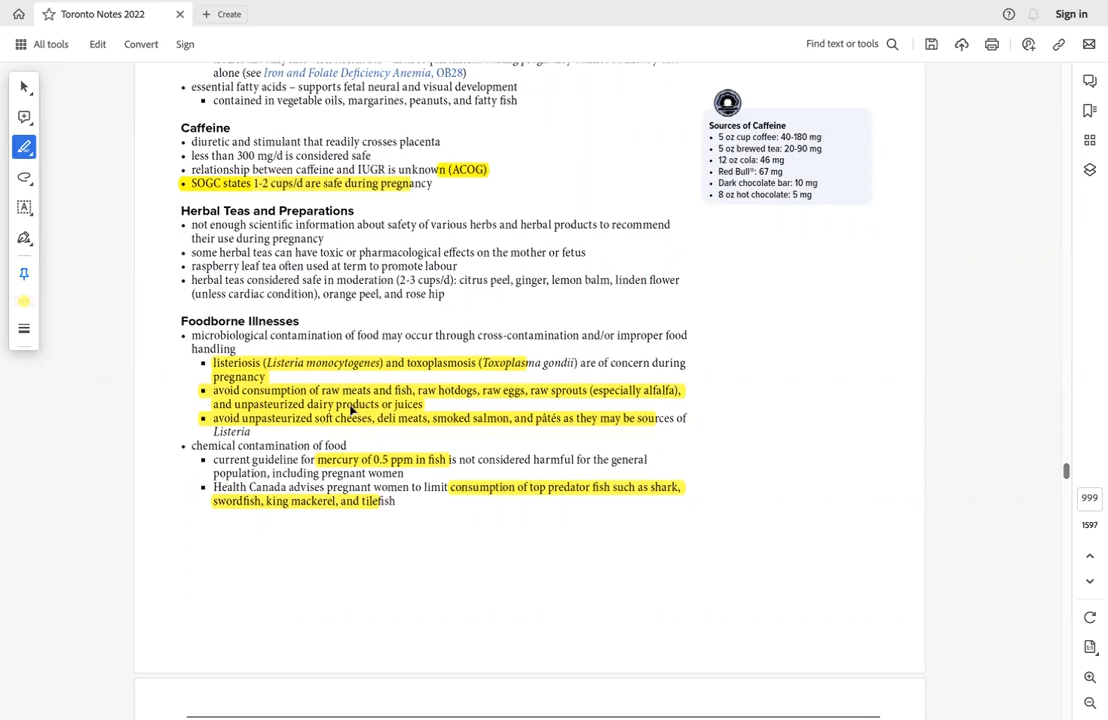 Toronto Notes 2022
Create
Sign in
All tools
Edit
Convert
Sign
Find text or tools
alone (see Iron and Folate Deficiency Anemia, OB28)
• essential fatty acids – supports fetal neural and visual development
▪ contained in vegetable oils, margarines, peanuts, and fatty fish
Caffeine
• diuretic and stimulant that readily crosses placenta
• less than 300 mg/d is considered safe
• relationship between caffeine and IUGR is unknown (ACOG)
• SOGC states 1-2 cups/d are safe during pregnancy
Sources of Caffeine
• 5 oz cup coffee: 40-180 mg
• 5 oz brewed tea: 20-90 mg
• 12 oz cola: 46 mg
• Red Bull®: 67 mg
• Dark chocolate bar: 10 mg
• 8 oz hot chocolate: 5 mg
Herbal Teas and Preparations
• not enough scientific information about safety of various herbs and herbal products to recommend
their use during pregnancy
• some herbal teas can have toxic or pharmacological effects on the mother or fetus
• raspberry leaf tea often used at term to promote labour
• herbal teas considered safe in moderation (2-3 cups/d): citrus peel, ginger, lemon balm, linden flower
(unless cardiac condition), orange peel, and rose hip
Foodborne Illnesses
• microbiological contamination of food may occur through cross-contamination and/or improper food
handling
▪ listeriosis (Listeria monocytogenes) and toxoplasmosis (Toxoplasma gondii) are of concern during
pregnancy
▪ avoid consumption of raw meats and fish, raw hotdogs, raw eggs, raw sprouts (especially alfalfa),
and unpasteurized dairy products or juices
▪ avoid unpasteurized soft cheeses, deli meats, smoked salmon, and pâtés as they may be sources of
Listeria
• chemical contamination of food
▪ current guideline for mercury of 0.5 ppm in fish is not considered harmful for the general
population, including pregnant women
▪ Health Canada advises pregnant women to limit consumption of top predator fish such as shark,
swordfish, king mackerel, and tilefish
999
1597